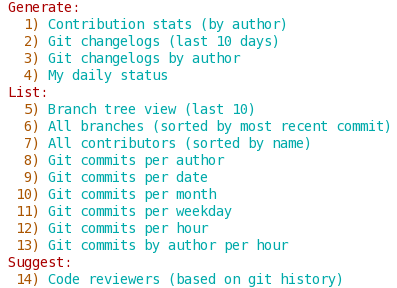 Generate:
1) Contribution stats (by author)
2) Git changelogs (last 10 days)
3) Git changelogs by author
4) My daily status
List:
5) Branch tree view (last 10)
6) All branches (sorted by most recent commit)
7) All contributors (sorted by name)
8) Git commits per author
9) Git commits per date
10) Git commits per month
11) Git commits per weekday
12) Git commits per hour
13) Git commits by author per hour
Suggest:
14) Code reviewers (based on git history)